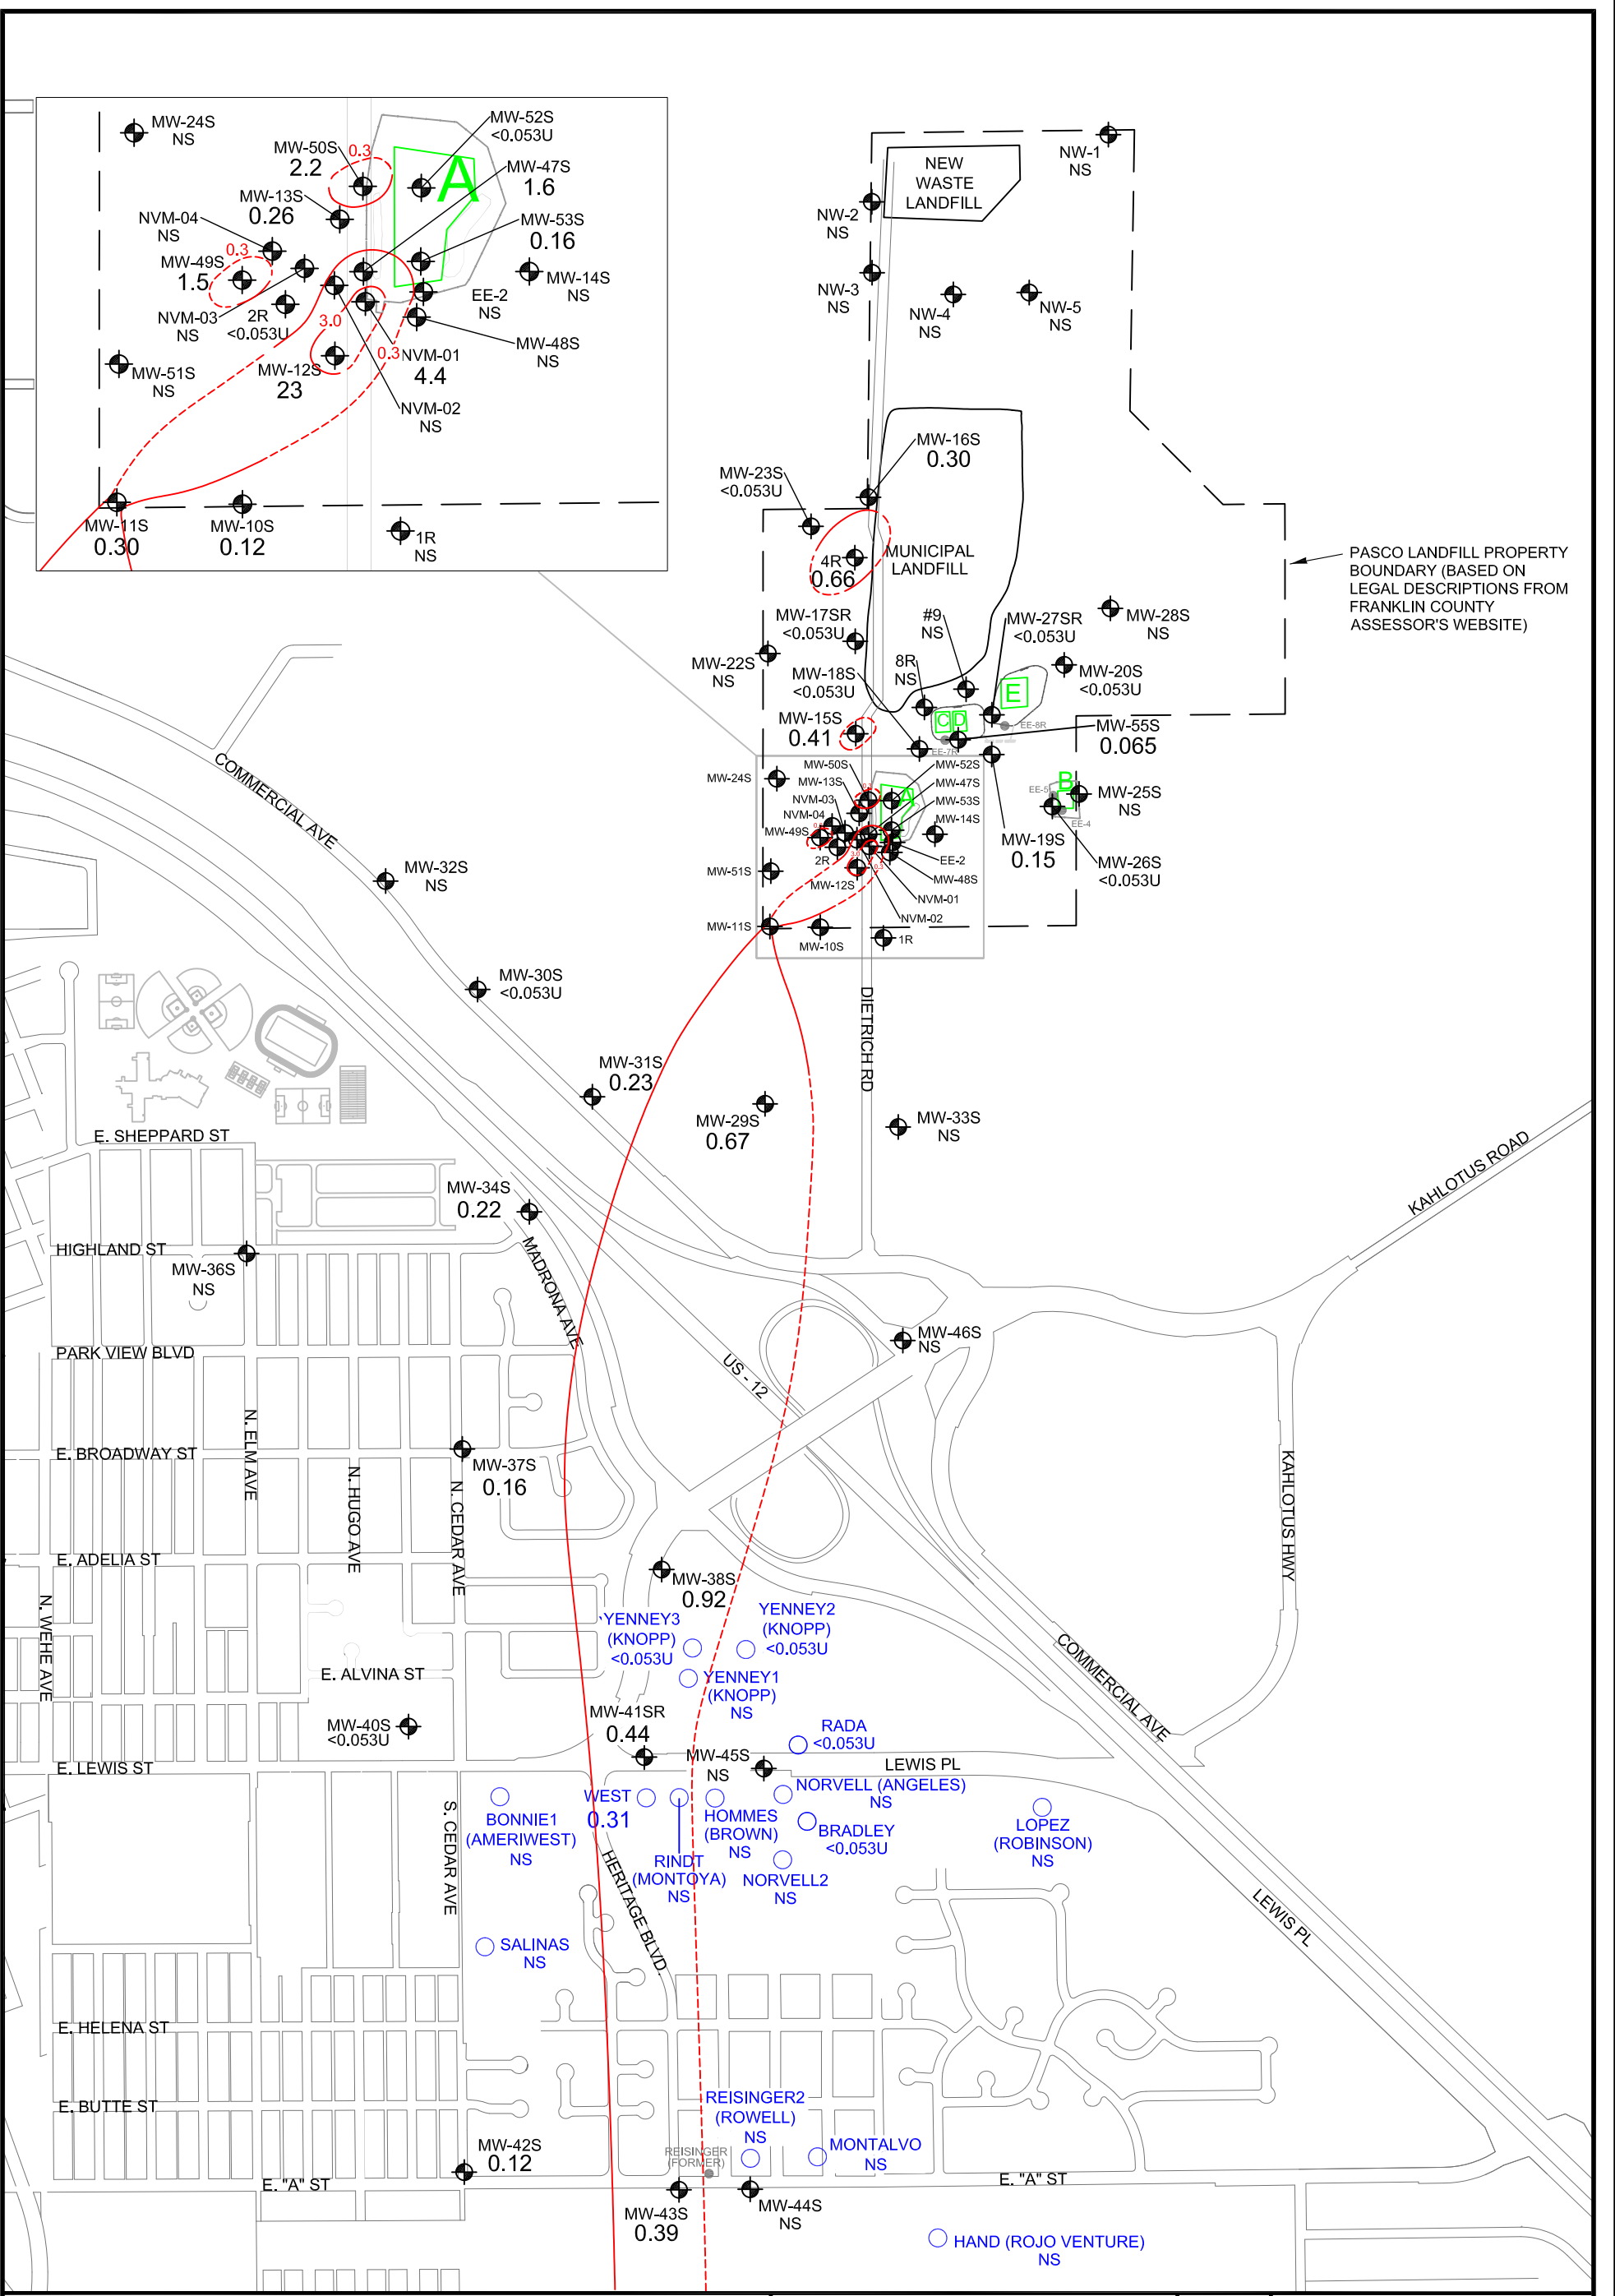 MW-24S
NS
MW-52S
<0.053U
MW-50S
2.2
0.3
MW-47S
1.6
A
MW-13S
0.26
NVM-04
NS
MW-53S
0.16
0.3
MW-49S
1.5
MW-14S
NS
EE-2
NS
NVM-03
NS
2R
<0.053U
3.0
MW-48S
NS
0.3
NVM-01
4.4
MW-51S
NS
MW-12S
23
NVM-02
NS
MW-11S
0.30
MW-10S
0.12
1R
NS
NW-1
NS
NEW
WASTE
LANDFILL
NW-2
NS
NW-3
NS
NW-4
NS
NW-5
NS
MW-16S
0.30
MW-23S
<0.053U
4R
0.66
MUNICIPAL
LANDFILL
PASCO LANDFILL PROPERTY
BOUNDARY (BASED ON
LEGAL DESCRIPTIONS FROM
FRANKLIN COUNTY
ASSESSOR'S WEBSITE)
MW-17SR
<0.053U
#9
NS
MW-27SR
<0.053U
MW-28S
NS
MW-22S
NS
MW-18S
<0.053U
8R
NS
MW-20S
<0.053U
E
C
D
EE-8R
EE-7R
MW-15S
0.41
MW-55S
0.065
MW-24S
MW-50S
MW-52S
MW-13S
MW-47S
NVM-03
MW-53S
NVM-04
MW-14S
MW-49S
A
2R
EE-2
MW-51S
MW-12S
MW-48S
NVM-01
NVM-02
MW-11S
MW-10S
1R
B
EE-5
EE-4
MW-25S
NS
MW-19S
0.15
MW-26S
<0.053U
COMMERCIAL AVE
MW-32S
NS
MW-30S
<0.053U
DIETRICH RD
MW-31S
0.23
MW-29S
0.67
MW-33S
NS
E. SHEPPARD ST
KAHLOTUS ROAD
MW-34S
0.22
HIGHLAND ST
MW-36S
NS
MADRONA AVE
MW-46S
NS
PARK VIEW BLVD
US - 12
N. ELM AVE
E. BROADWAY ST
MW-37S
0.16
N. HUGO AVE
N. CEDAR AVE
KAHLOTUS HWY
E. ADELIA ST
MW-38S
0.92
N. WEHE AVE
YENNEY3
(KNOPP)
<0.053U
YENNEY2
(KNOPP)
<0.053U
COMMERCIAL AVE
E. ALVINA ST
YENNEY1
(KNOPP)
NS
MW-40S
<0.053U
MW-41SR
0.44
RADA
<0.053U
MW-45S
NS
E. LEWIS ST
LEWIS PL
WEST
0.31
NORVELL (ANGELES)
NS
S. CEDAR AVE
BONNIE1
(AMERIWEST)
NS
HOMMES
(BROWN)
NS
BRADLEY
<0.053U
LOPEZ
(ROBINSON)
NS
RINDT
(MONTOYA)
NS
NORVELL2
NS
HERITAGE BLVD.
LEWIS PL
SALINAS
NS
E. HELENA ST
E. BUTTE ST
REISINGER2
(ROWELL)
NS
MW-42S
0.12
REISINGER
(FORMER)
MONTALVO
NS
E. "A" ST
E. "A" ST
MW-43S
0.39
MW-44S
NS
HAND (ROJO VENTURE)
NS